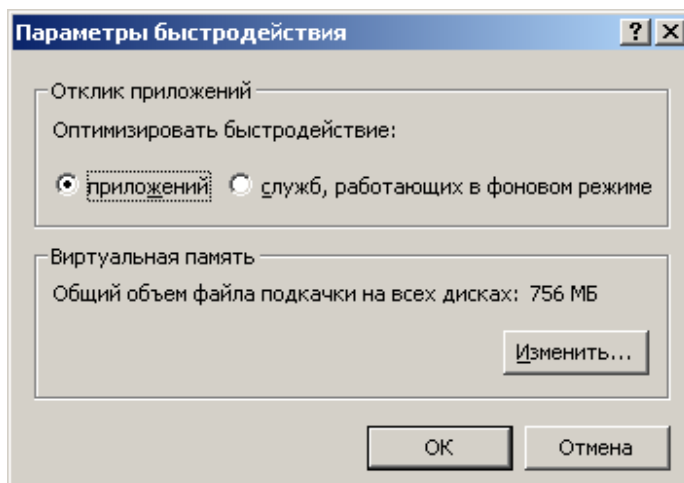 Параметры быстродействия
Отклик приложений
Оптимизировать быстродействие:
приложений служб, работающих в фоновом режиме
Виртуальная память
Общий объем файла подкачки на всех дисках: 756 МБ
Изменить...
ОК Отмена